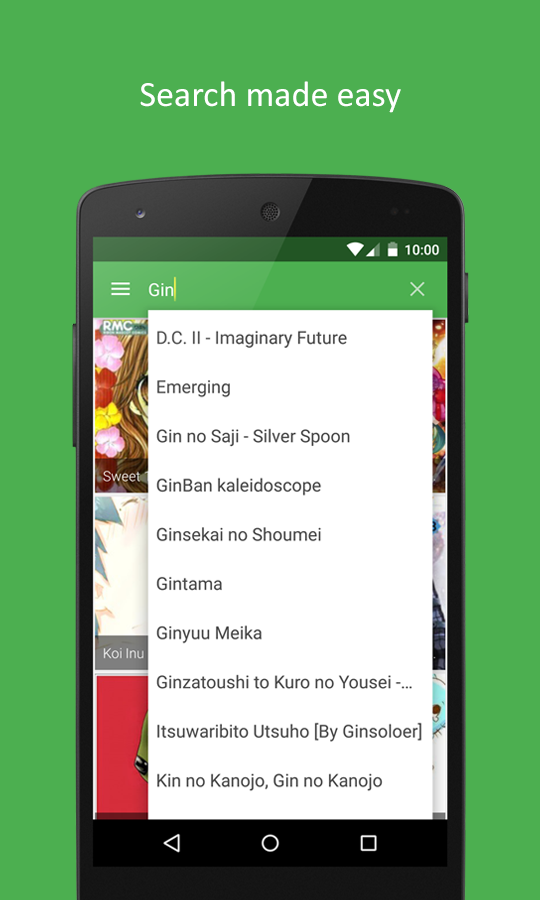 Search made easy
10:00
Gin
RMC
D.C. II - Imaginary Future
Emerging
Gin no Saji - Silver Spoon
Sweet
GinBan kaleidoscope
Ginsekai no Shoumei
Gintama
Ginyuu Meika
Koi Inu
Ginzatoushi to Kuro no Yousei -...
Itsuwaribito Utsuho [By Ginsoloer]
Kin no Kanojo, Gin no Kanojo